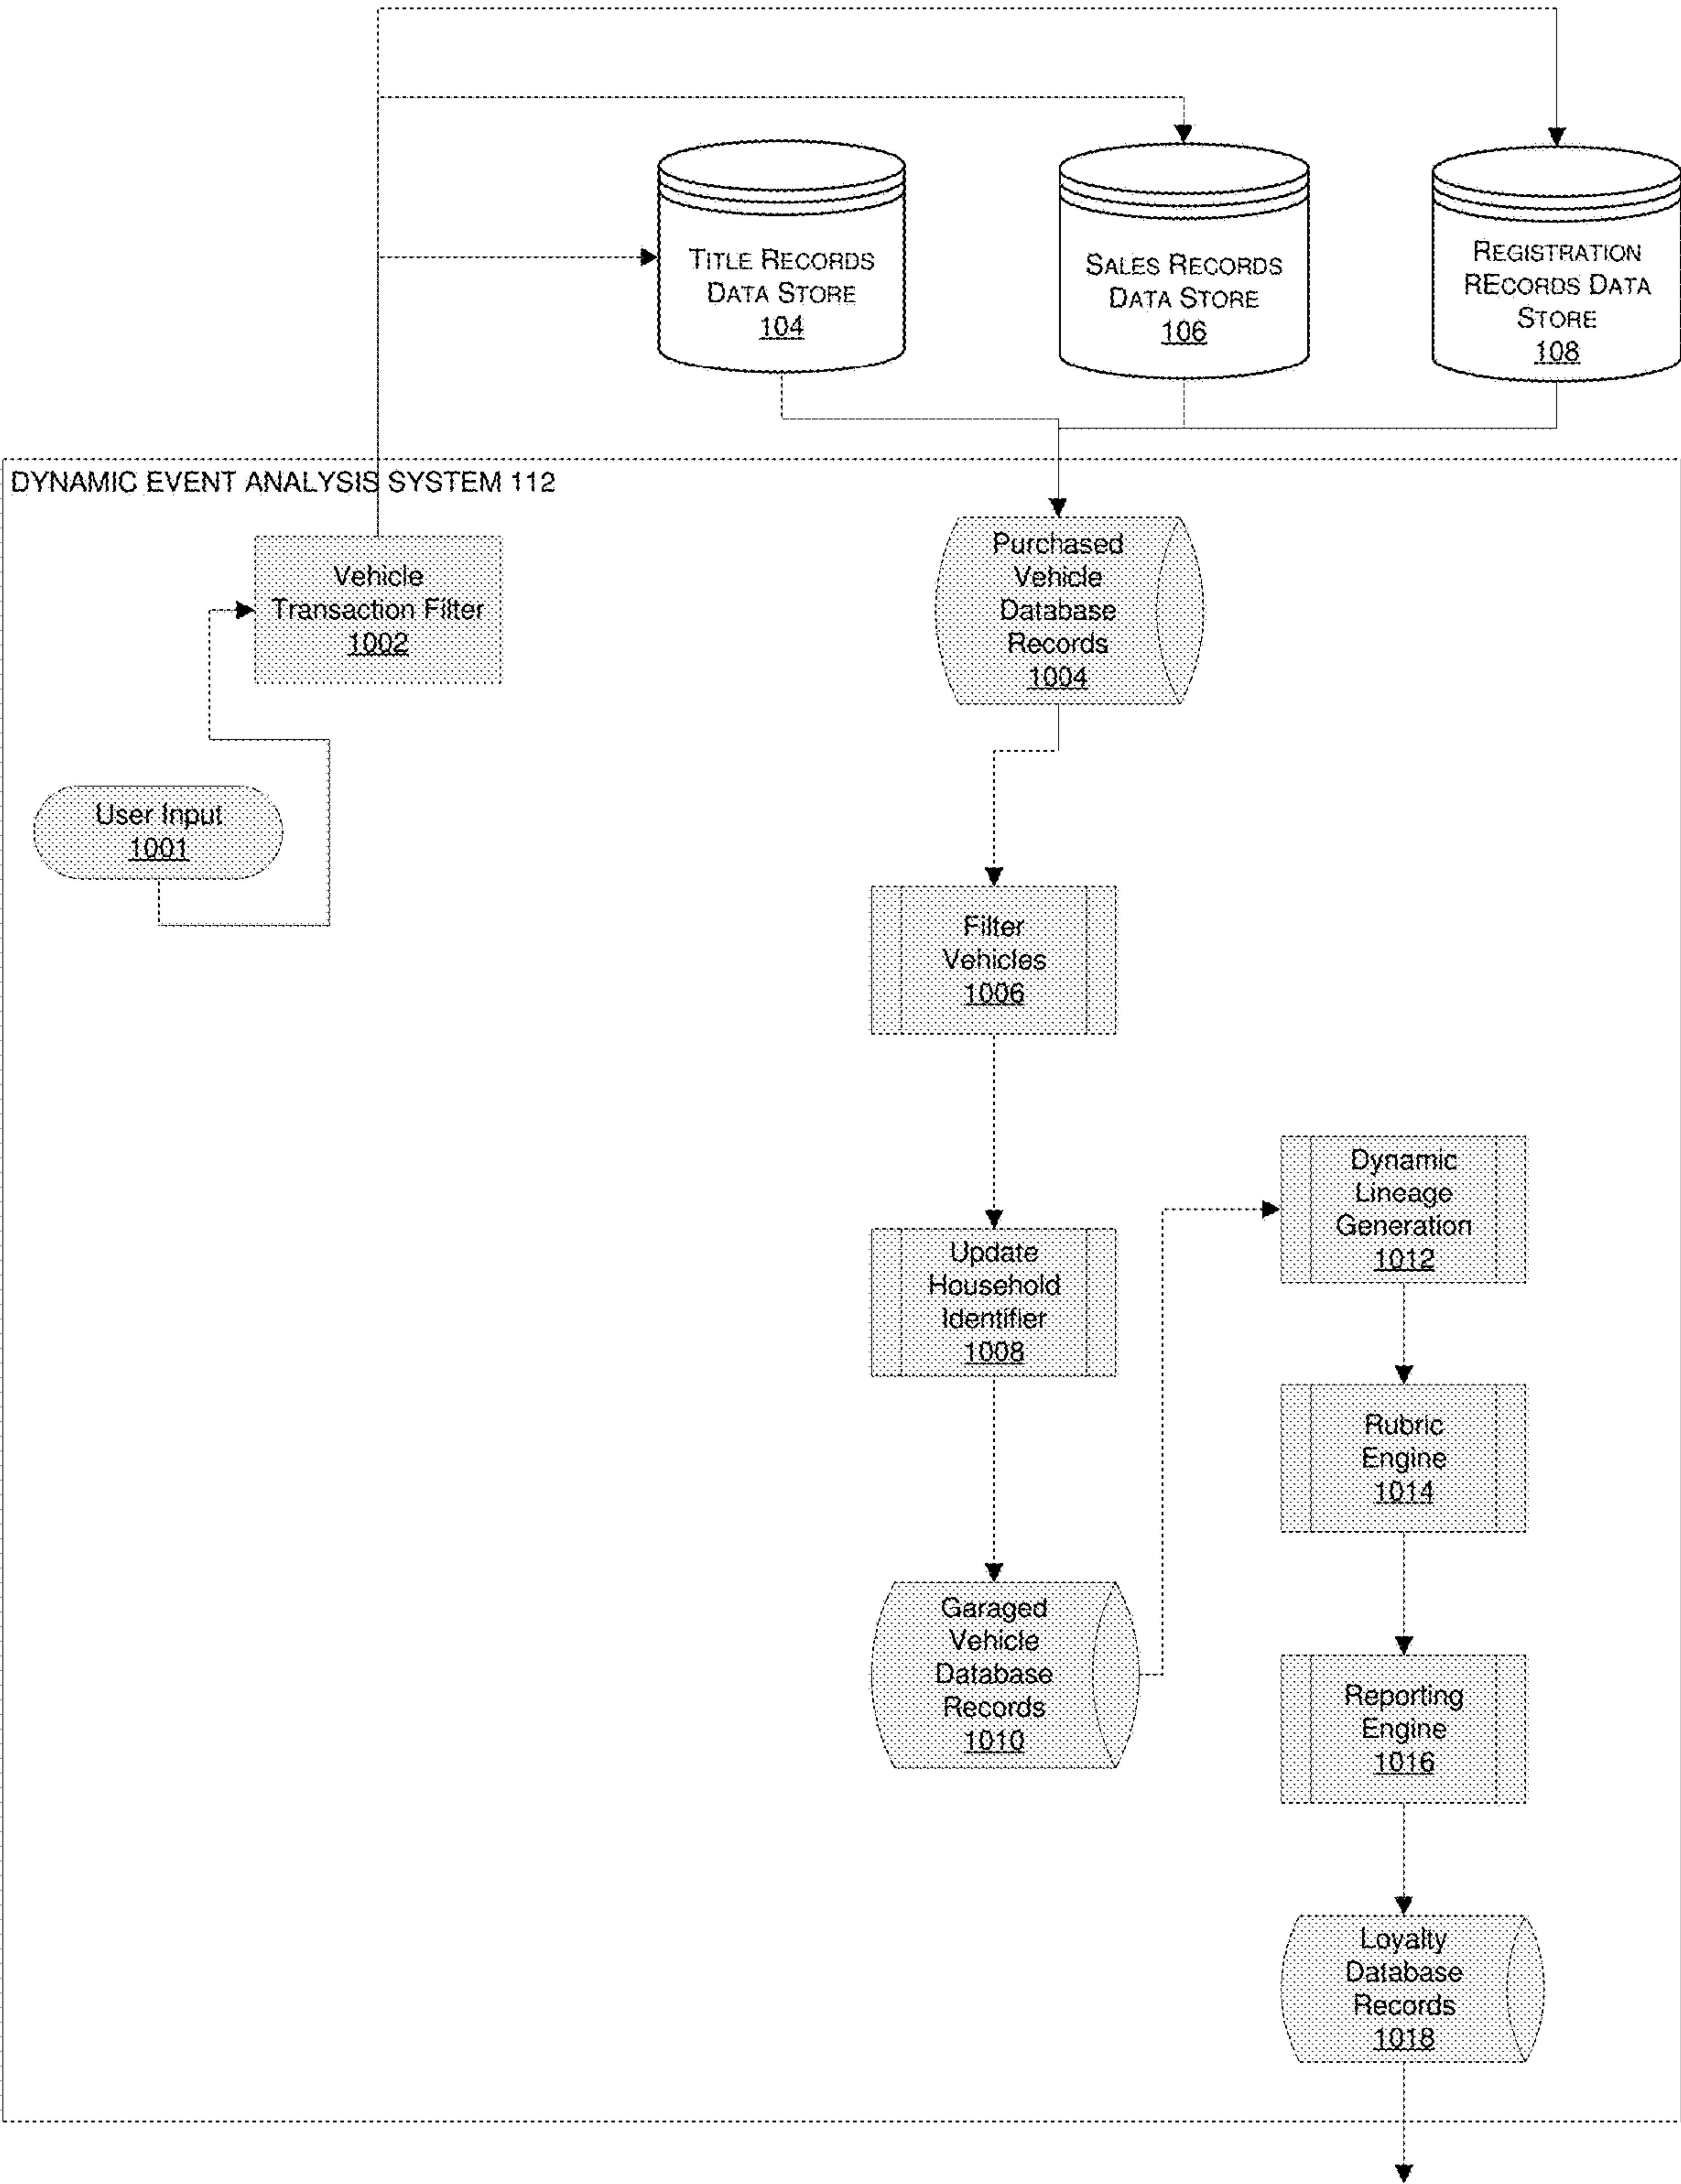 TITLE RECORDS
DATA STORE
104
SALES RECORDS
DATA STORE
106
REGISTRATION
RECORDS DATA
STORE
108
DYNAMIC EVENT ANALYSIS SYSTEM 112
Vehicle
Transaction Filter
1002
Purchased
Vehicle
Database
Records
1004
User Input
1001
Filter
Vehicles
1006
Dynamic
Lineage
Generation
1012
Update
Household
Identifier
1008
Rubric
Engine
1014
Garaged
Vehicle
Database
Records
1010
Reporting
Engine
1016
Loyalty
Database
Records
1018